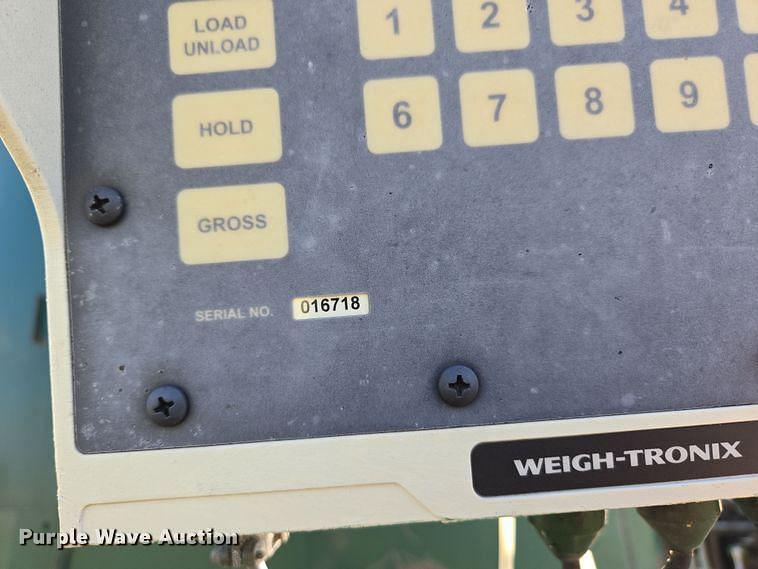 LOAD
UNLOAD
1 2 3 4
HOLD
6 7 8 9
GROSS
SERIAL NO. 016718
WEIGH-TRONIX
Purple Wave Auction